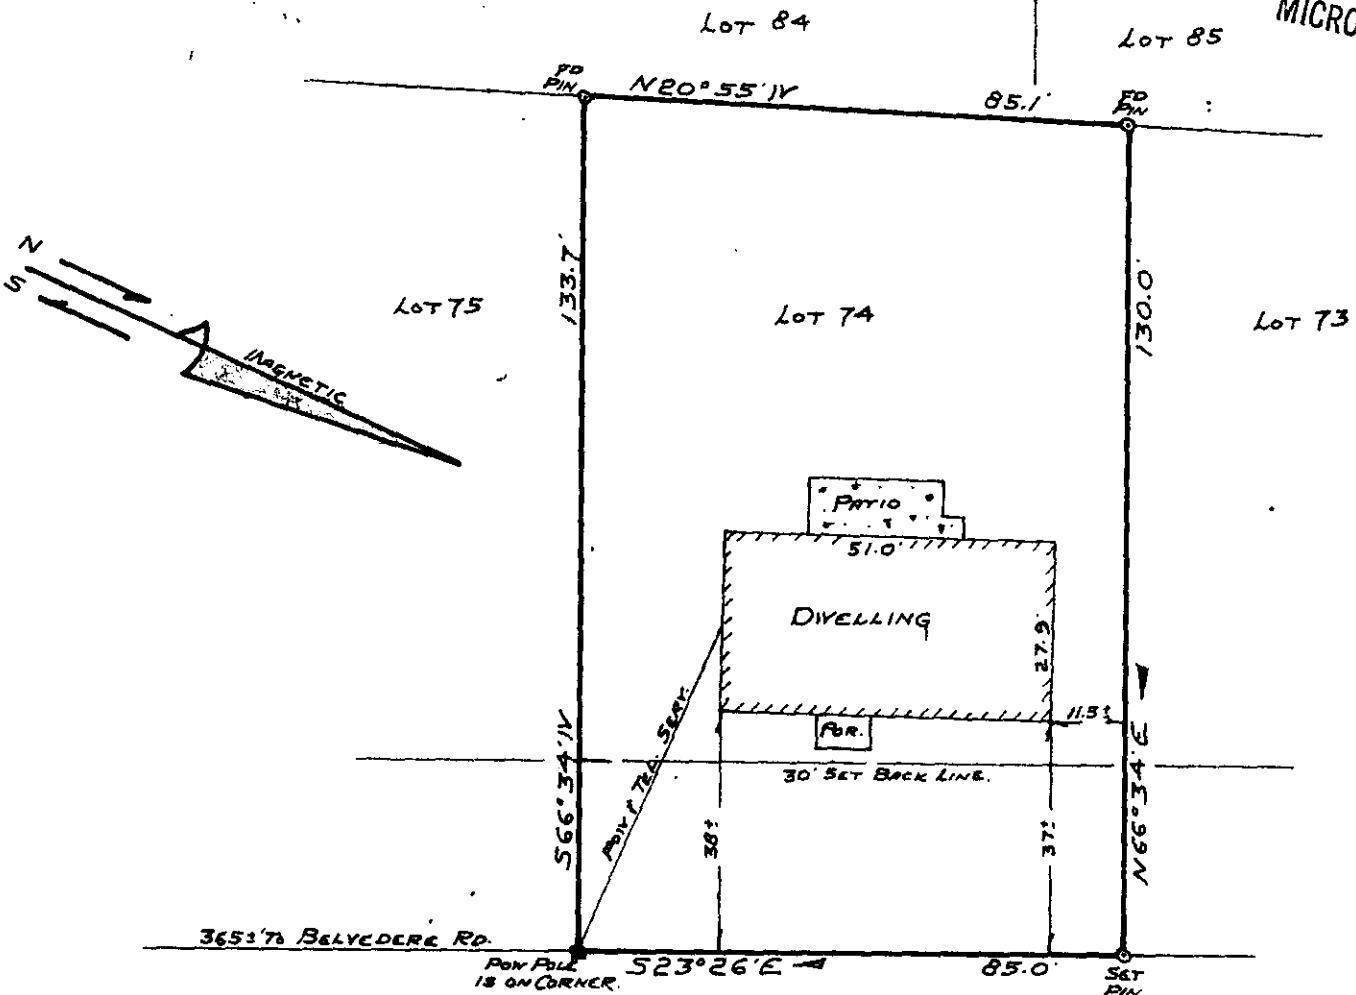 LOT 84
LOT 85
MICRO
FD
PIN
N20°55'W
85.1'
FD
PIN
N
S
MAGNETIC
LOT 75
133.7'
LOT 74
130.0'
LOT 73
PATIO
51.0'
DWELLING
27.9'
11.5±
POR.
30' SET BACK LINE.
S66°34'W
POW & TEL. SERV.
38±
37±
N66°34'E
365±' TO BELVEDERE RD.
POW POLE
IS ON CORNER.
S23°26'E
85.0'
SET
PIN